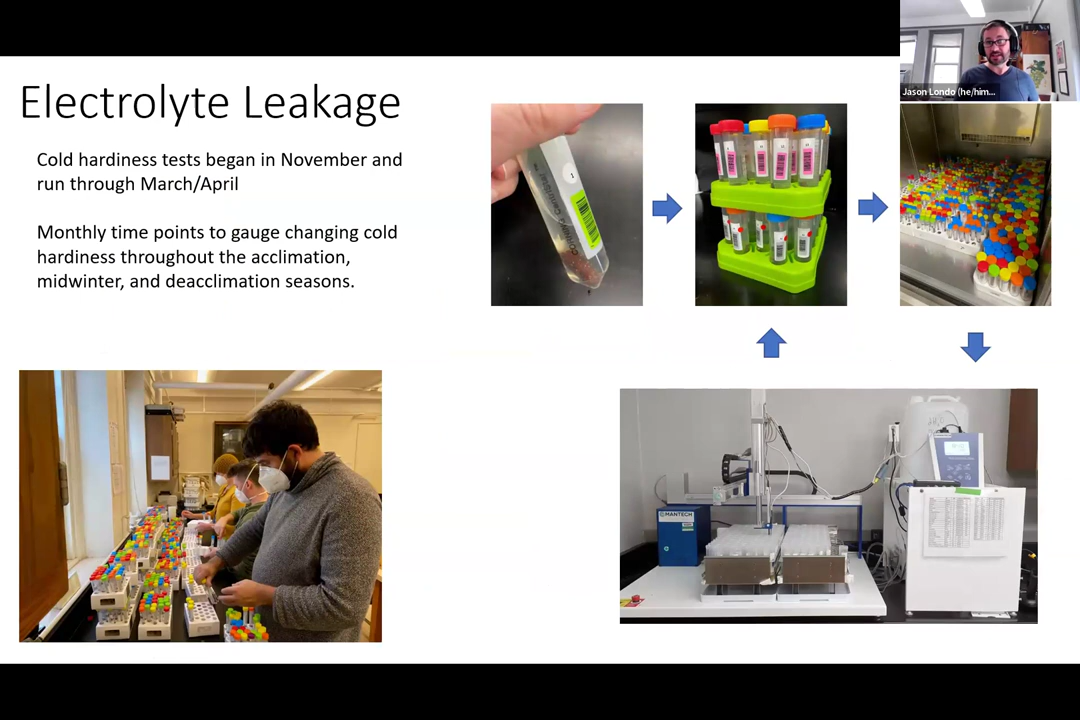 Electrolyte Leakage
Cold hardiness tests began in November and
run through March/April
Monthly time points to gauge changing cold
hardiness throughout the acclimation,
midwinter, and deacclimation seasons.
Jason Londo (he/him...
1
MANTECH